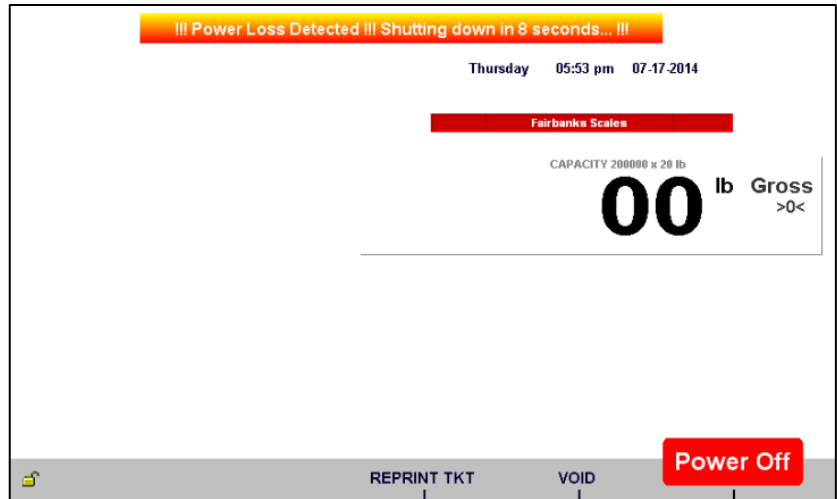 !!! Power Loss Detected !!! Shutting down in 8 seconds... !!!
Thursday 05:53 pm 07-17-2014
Fairbanks Scales
CAPACITY 200000 x 20 lb
00 lb Gross
>0<
REPRINT TKT VOID Power Off